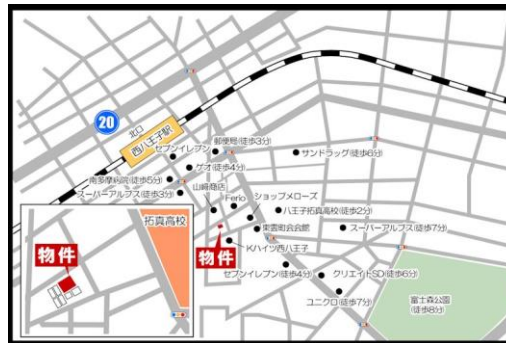 20
北口
西八王子駅
郵便局(徒歩3分)
セブンイレブン
サンドラッグ(徒歩6分)
ゲオ(徒歩4分)
南多摩病院(徒歩5分)
スーパーアルプス(徒歩3分)
山崎商店
Ferio
ショップメローズ
八王子拓真高校(徒歩2分)
東雲町会会館
スーパーアルプス(徒歩7分)
物件
Kハイツ西八王子
セブンイレブン(徒歩4分)
クリエイトSD(徒歩6分)
ユニクロ(徒歩7分)
富士森公園
(徒歩8分)
拓真高校
物件